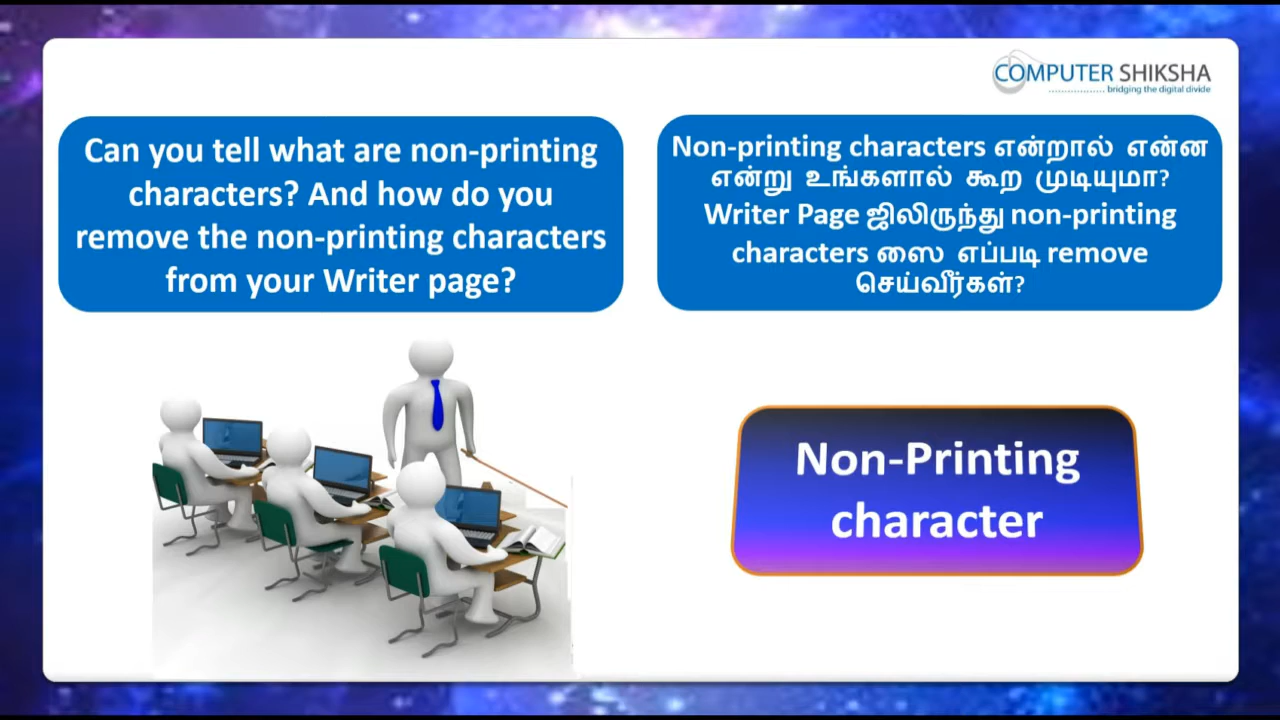 COMPUTER SHIKSHA
bridging the digital divide
Can you tell what are non-printing
characters? And how do you
remove the non-printing characters
from your Writer page?
Non-printing characters என்றால் என்ன
என்று உங்களால் கூற முடியுமா?
Writer Page ஜிலிருந்து non-printing
characters ஸை எப்படி remove
செய்வீர்கள்?
Non-Printing
character